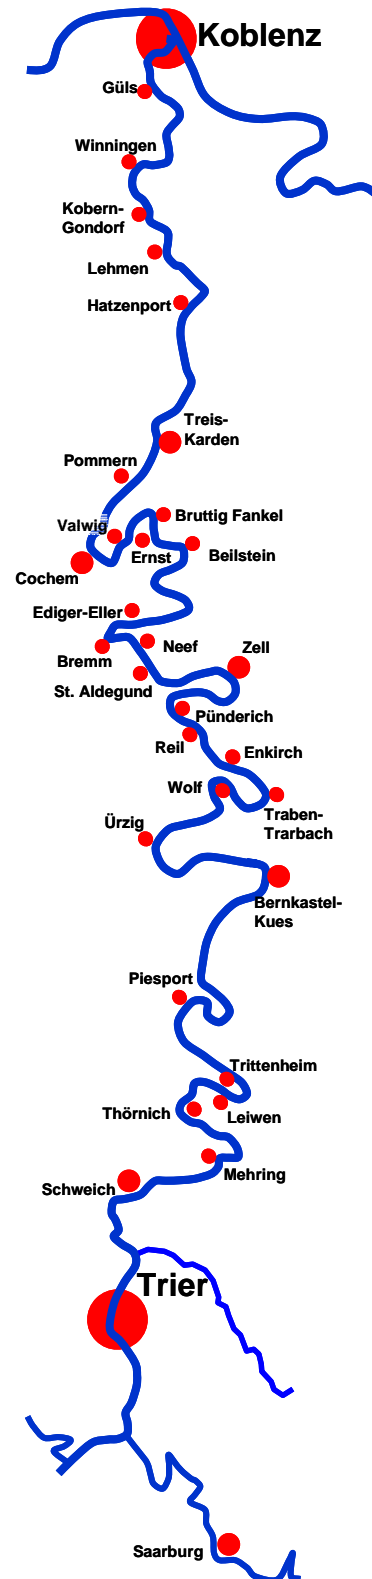 Koblenz
Güls
Winningen
Kobern-
Gondorf
Lehmen
Hatzenport
Treis-
Karden
Pommern
Bruttig Fankel
Valwig
Ernst
Beilstein
Cochem
Ediger-Eller
Neef
Zell
Bremm
St. Aldegund
Pünderich
Reil
Enkirch
Wolf
Traben-
Trarbach
Ürzig
Bernkastel-
Kues
Piesport
Trittenheim
Thörnich
Leiwen
Mehring
Schweich
Trier
Saarburg